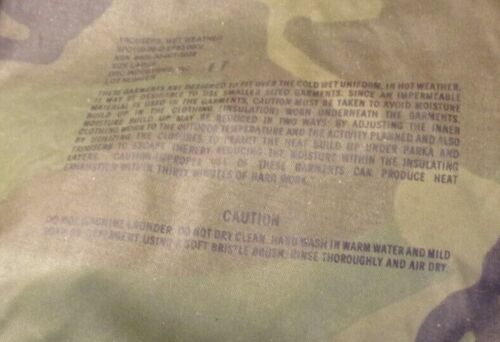 TROUSERS, WET WEATHER
SIZE LARGE
THESE GARMENTS ARE DESIGNED TO FIT OVER THE COLD WET UNIFORM, IN HOT WEATHER,
IT MAY BE DESIRABLE TO USE SMALLER SIZED GARMENTS. SINCE AN IMPERMEABLE
MATERIAL IS USED IN THE GARMENTS, CAUTION MUST BE TAKEN TO AVOID MOISTURE
BUILD UP IN THE CLOTHING (INSULATION) WORN UNDERNEATH THE GARMENTS.
MOISTURE BUILD UP MAY BE REDUCED IN TWO WAYS: BY ADJUSTING THE INNER
CLOTHING WORN TO THE OUTDOOR TEMPERATURE AND THE ACTIVITY PLANNED AND ALSO
BY OPENING THE CLOSURES TO PERMIT THE HEAT BUILD UP UNDER PARKA AND
TROUSERS TO ESCAPE THEREBY REDUCING THE MOISTURE WITHIN THE INSULATING
LAYERS. "CAUTION-IMPROPER USE OF THESE GARMENTS CAN PRODUCE HEAT
EXHAUSTION WITHIN THIRTY MINUTES OF HARD WORK."
CAUTION
DO NOT MACHINE LAUNDER. DO NOT DRY CLEAN. HAND WASH IN WARM WATER AND MILD
SOAP OR DETERGENT USING A SOFT BRISTLE BRUSH. RINSE THOROUGHLY AND AIR DRY.